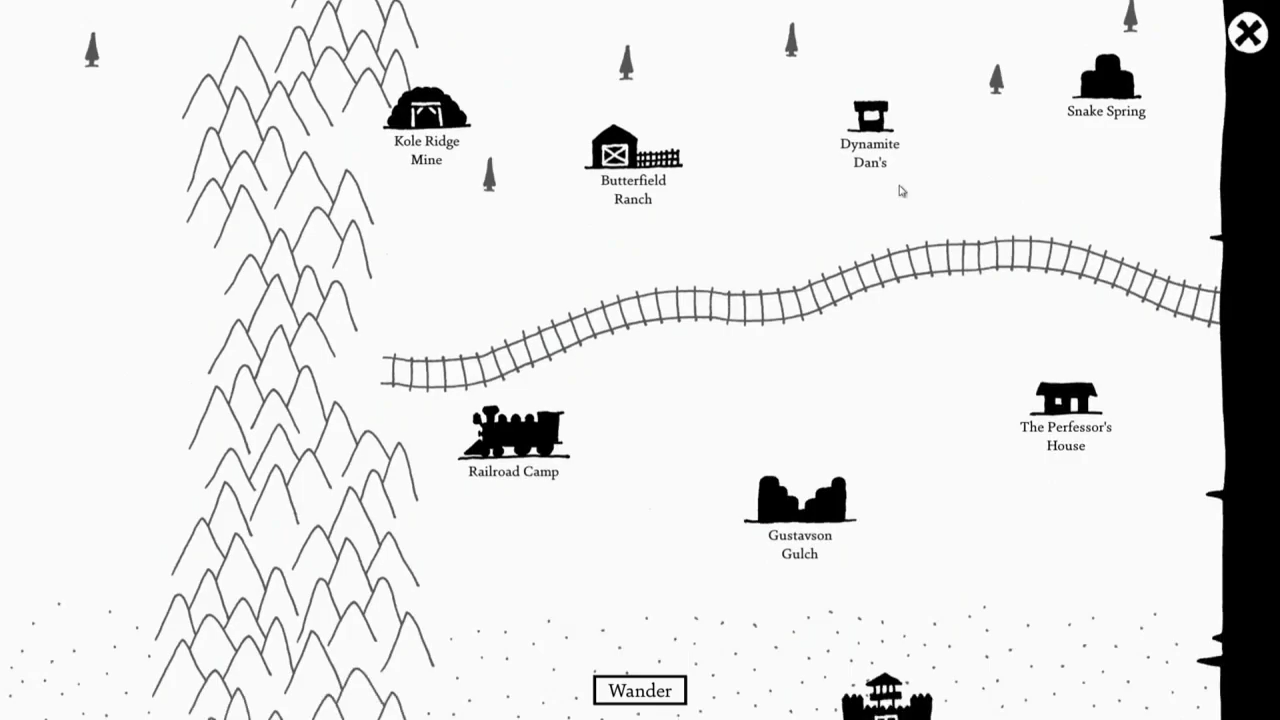 Snake Spring
Kole Ridge
Mine
Dynamite
Dan's
Butterfield
Ranch
The Perfessor's
House
Railroad Camp
Gustavson
Gulch
Wander